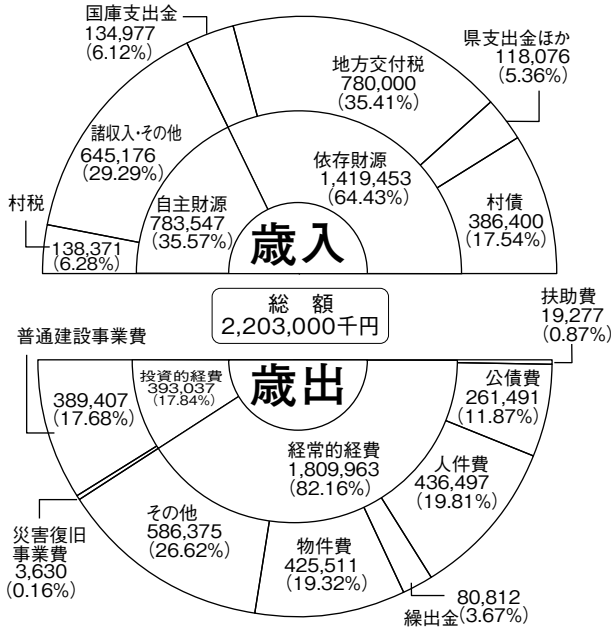 国庫支出金
134,977
(6.12%)
地方交付税
780,000
(35.41%)
県支出金ほか
118,076
(5.36%)
諸収入・その他
645,176
(29.29%)
依存財源
1,419,453
(64.43%)
村税
138,371
(6.28%)
自主財源
783,547
(35.57%)
村債
386,400
(17.54%)
歳入
総額
2,203,000千円
扶助費
19,277
(0.87%)
普通建設事業費
389,407
(17.68%)
投資的経費
393,037
(17.84%)
歳出
公債費
261,491
(11.87%)
経常的経費
1,809,963
(82.16%)
人件費
436,497
(19.81%)
災害復旧
事業費
3,630
(0.16%)
その他
586,375
(26.62%)
物件費
425,511
(19.32%)
80,812
繰出金(3.67%)